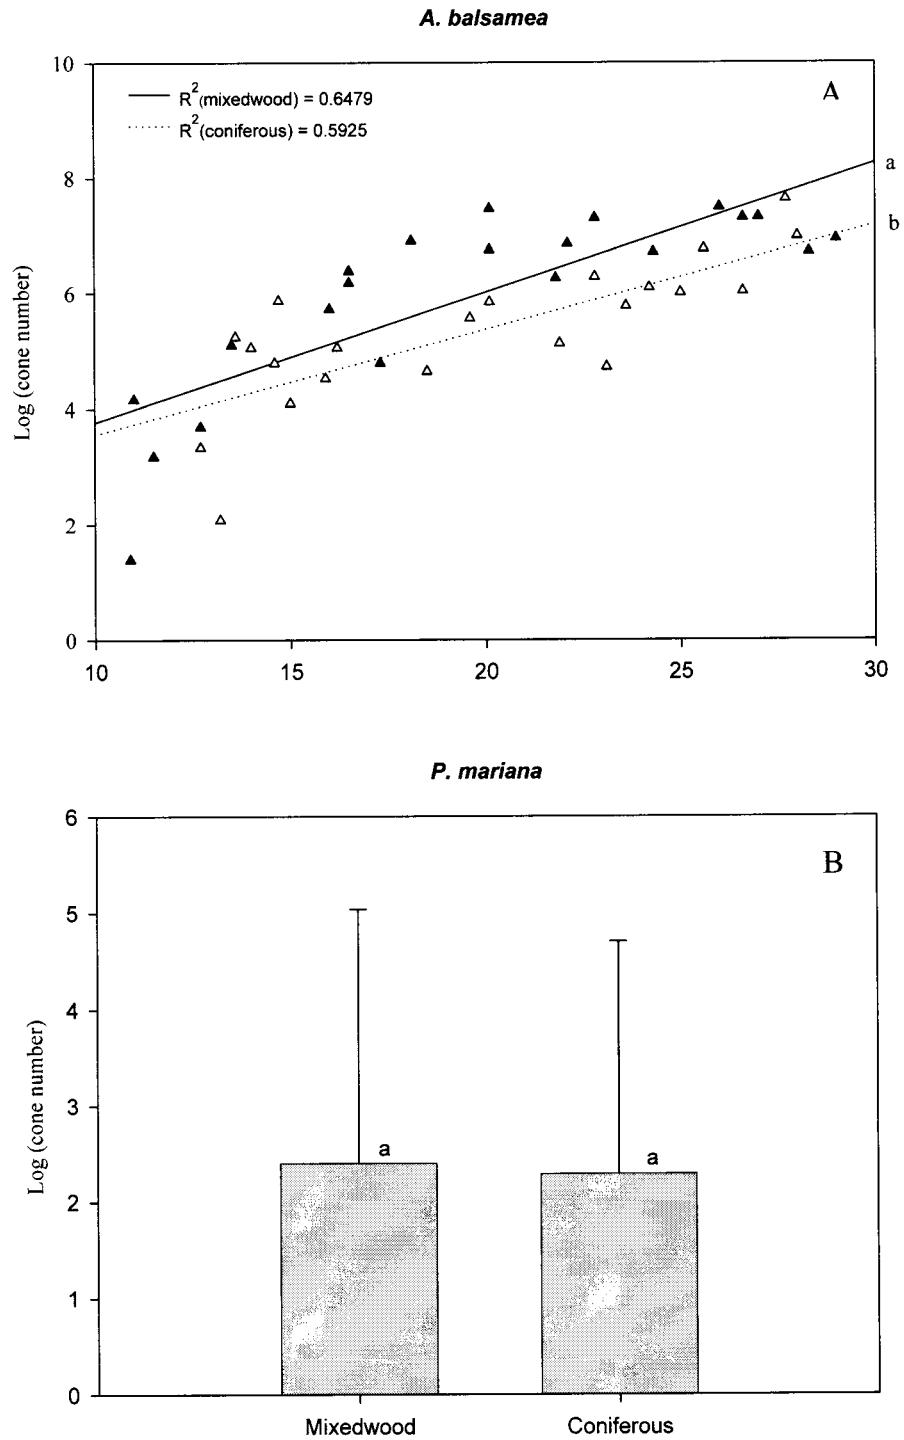 A. balsamea
10
A
R²(mixedwood) = 0.6479
R²(coniferous) = 0.5925
8
a
b
6
Log (cone number)
4
2
0
10 15 20 25 30
P. mariana
6
B
5
4
3
Log (cone number)
a
a
2
1
0
Mixedwood Coniferous